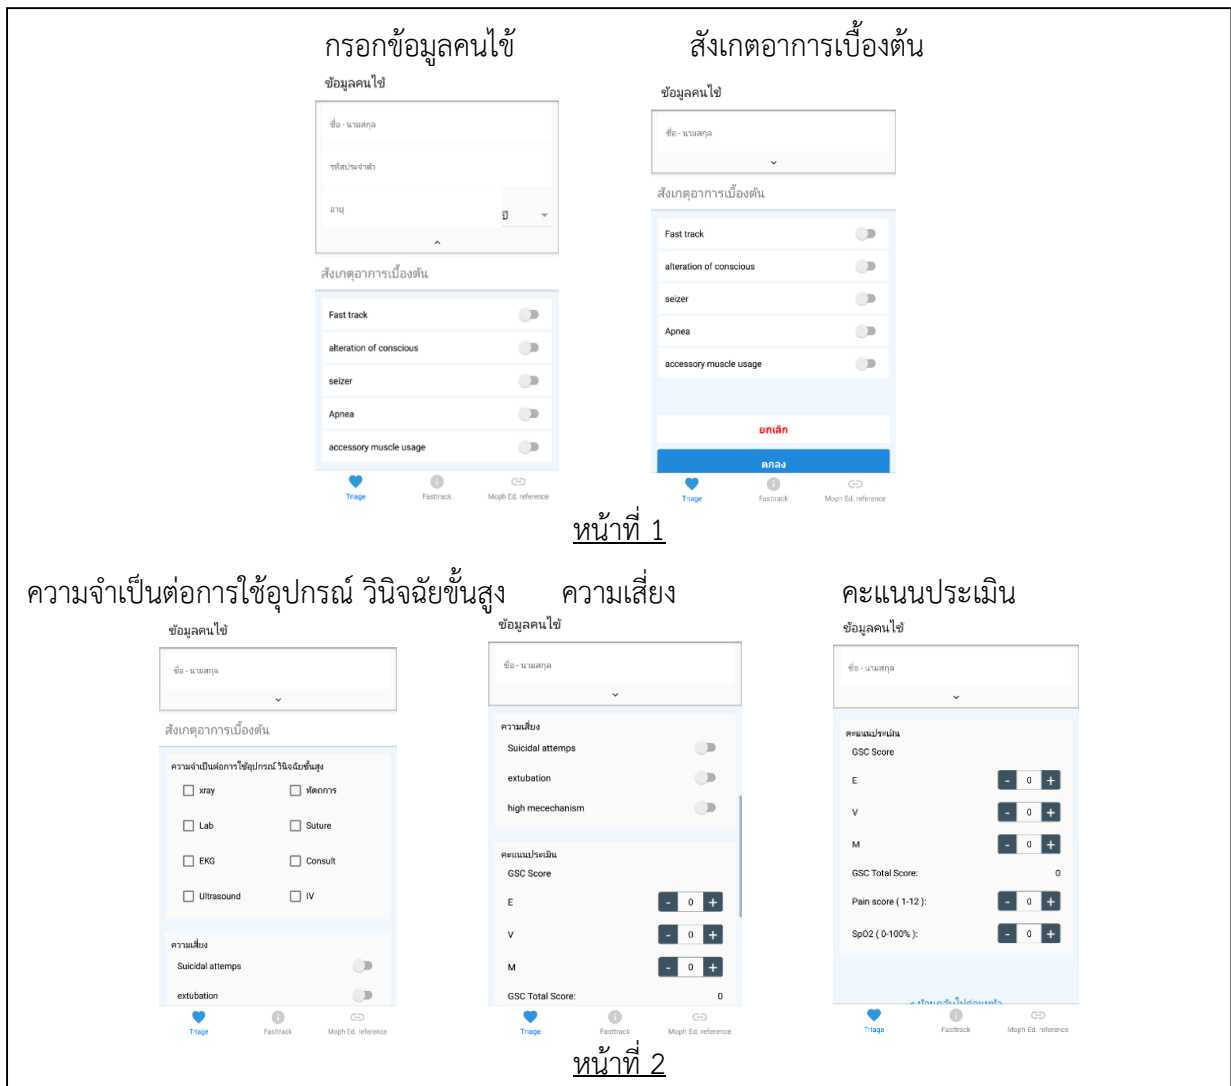 กรอกข้อมูลคนไข้
ข้อมูลคนไข้
ชื่อ - นามสกุล
รหัสประจำตัว
อายุ
ปี
สังเกตุอาการเบื้องต้น
Fast track
alteration of conscious
seizer
Apnea
accessory muscle usage
Triage Fasttrack Moph Ed. reference
สังเกตอาการเบื้องต้น
ข้อมูลคนไข้
ชื่อ - นามสกุล
สังเกตุอาการเบื้องต้น
Fast track
alteration of conscious
seizer
Apnea
accessory muscle usage
ยกเลิก
ตกลง
Triage Fasttrack Moph Ed. reference
หน้าที่ 1
ความจำเป็นต่อการใช้อุปกรณ์ วินิจฉัยขั้นสูง
ข้อมูลคนไข้
ชื่อ - นามสกุล
สังเกตุอาการเบื้องต้น
ความจำเป็นต่อการใช้อุปกรณ์ วินิจฉัยขั้นสูง
xray หัตถการ
Lab Suture
EKG Consult
Ultrasound IV
ความเสี่ยง
Suicidal attemps
extubation
Triage Fasttrack Moph Ed. reference
ความเสี่ยง
ข้อมูลคนไข้
ชื่อ - นามสกุล
ความเสี่ยง
Suicidal attemps
extubation
high mecechanism
คะแนนประเมิน
GSC Score
E - 0 +
V - 0 +
M - 0 +
GSC Total Score: 0
Triage Fasttrack Moph Ed. reference
คะแนนประเมิน
ข้อมูลคนไข้
ชื่อ - นามสกุล
คะแนนประเมิน
GSC Score
E - 0 +
V - 0 +
M - 0 +
GSC Total Score: 0
Pain score ( 1-12 ): - 0 +
SpO2 ( 0-100% ): - 0 +
Triage Fasttrack Moph Ed. reference
หน้าที่ 2